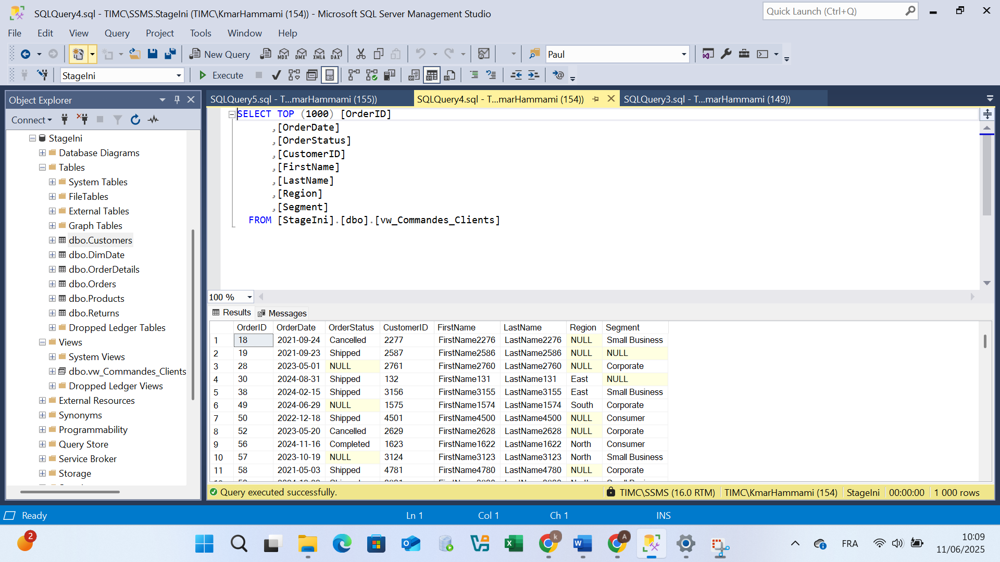 SQLQuery4.sql - TIMC\SSMS.StageIni (TIMC\KmarHammami (154)) - Microsoft SQL Server Management Studio
Quick Launch (Ctrl+Q)
File Edit View Query Project Tools Window Help
New Query MDX DMX XMLA DAX Paul
StageIni Execute
Object Explorer
Connect
StageIni
Database Diagrams
Tables
System Tables
FileTables
External Tables
Graph Tables
dbo.Customers
dbo.DimDate
dbo.OrderDetails
dbo.Orders
dbo.Products
dbo.Returns
Dropped Ledger Tables
Views
System Views
dbo.vw_Commandes_Clients
Dropped Ledger Views
External Resources
Synonyms
Programmability
Query Store
Service Broker
Storage
SQLQuery5.sql - T...marHammami (155)) SQLQuery4.sql - T...marHammami (154)) SQLQuery3.sql - T...marHammami (149))
SELECT TOP (1000) [OrderID]
,[OrderDate]
,[OrderStatus]
,[CustomerID]
,[FirstName]
,[LastName]
,[Region]
,[Segment]
FROM [StageIni].[dbo].[vw_Commandes_Clients]
100 %
Results Messages
OrderID OrderDate OrderStatus CustomerID FirstName LastName Region Segment
1 18 2021-09-24 Cancelled 2277 FirstName2276 LastName2276 NULL Small Business
2 19 2021-09-23 Shipped 2587 FirstName2586 LastName2586 NULL NULL
3 28 2023-05-01 NULL 2761 FirstName2760 LastName2760 NULL Corporate
4 30 2024-08-31 Shipped 132 FirstName131 LastName131 East NULL
5 38 2024-02-15 Shipped 3156 FirstName3155 LastName3155 East Small Business
6 49 2024-06-29 NULL 1575 FirstName1574 LastName1574 South Corporate
7 50 2022-12-18 Shipped 4501 FirstName4500 LastName4500 NULL Consumer
8 52 2023-05-20 Cancelled 2629 FirstName2628 LastName2628 NULL Corporate
9 56 2024-11-16 Completed 1623 FirstName1622 LastName1622 North Consumer
10 57 2023-10-19 NULL 3124 FirstName3123 LastName3123 North Small Business
11 58 2021-05-03 Shipped 4781 FirstName4780 LastName4780 NULL Corporate
Query executed successfully. TIMC\SSMS (16.0 RTM) TIMC\KmarHammami (154) StageIni 00:00:00 1 000 rows
Ready Ln 1 Col 1 Ch 1 INS
2
k
A
FRA
10:09
11/06/2025